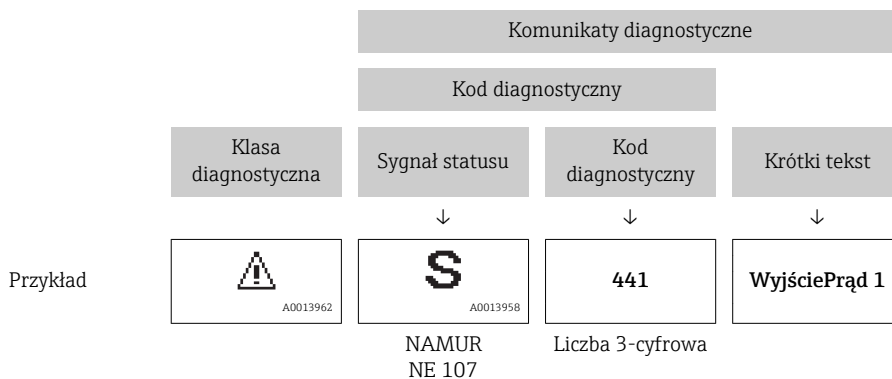 Komunikaty diagnostyczne
Kod diagnostyczny
Klasa
diagnostyczna
Sygnał statusu
Kod
diagnostyczny
Krótki tekst
↓ ↓ ↓
Przykład
A0013962
S
A0013958
441
WyjściePrąd 1
NAMUR
NE 107
Liczba 3-cyfrowa